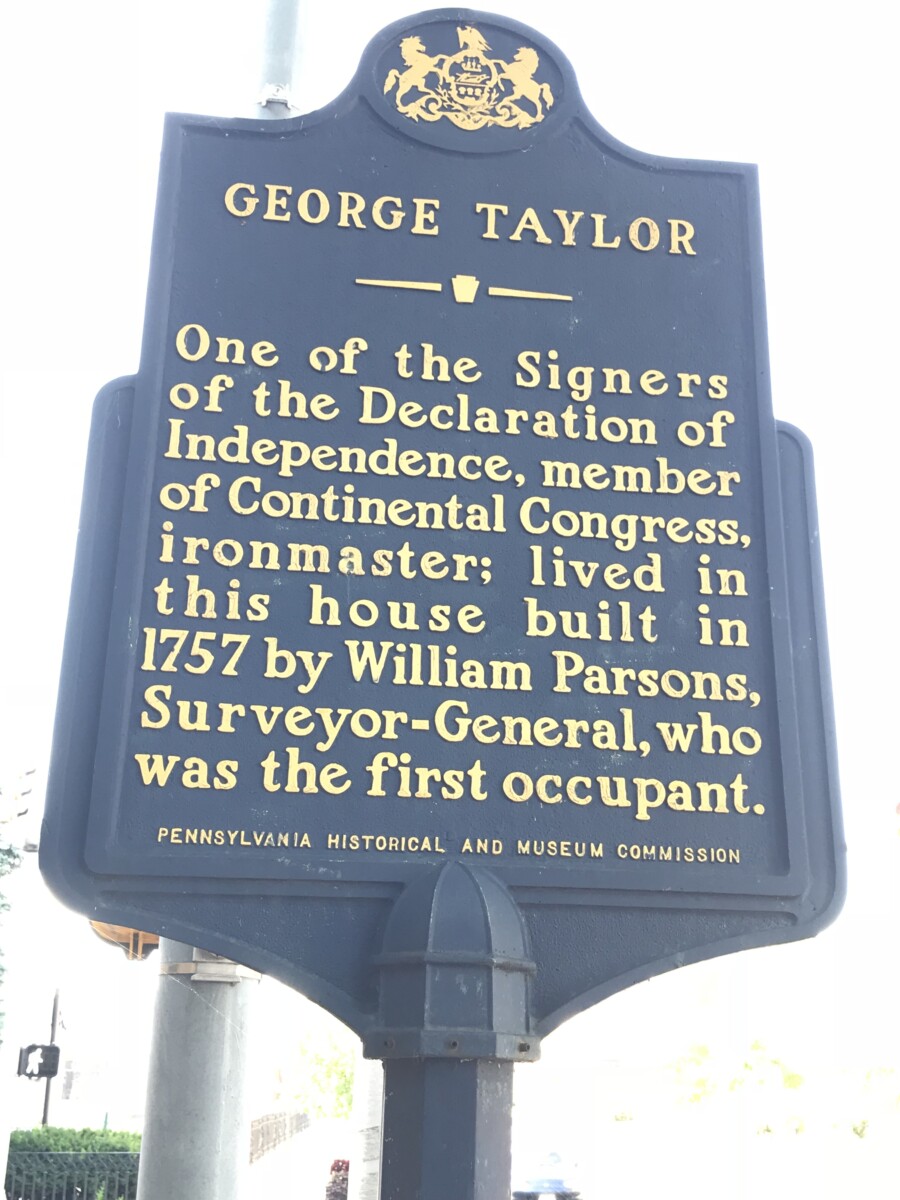 GEORGE TAYLOR
One of the Signers
of the Declaration of
Independence, member
of Continental Congress,
ironmaster; lived in
this house built in
1757 by William Parsons,
Surveyor-General, who
was the first occupant.
PENNSYLVANIA HISTORICAL AND MUSEUM COMMISSION